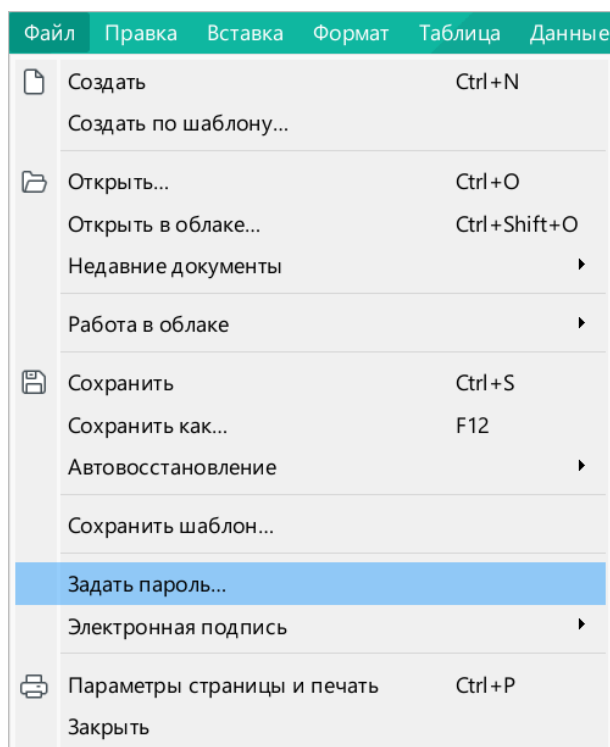 Файл Правка Вставка Формат Таблица Данные
Создать Ctrl+N
Создать по шаблону...
Открыть... Ctrl+O
Открыть в облаке... Ctrl+Shift+O
Недавние документы
Работа в облаке
Сохранить Ctrl+S
Сохранить как... F12
Автовосстановление
Сохранить шаблон...
Задать пароль...
Электронная подпись
Параметры страницы и печать Ctrl+P
Закрыть